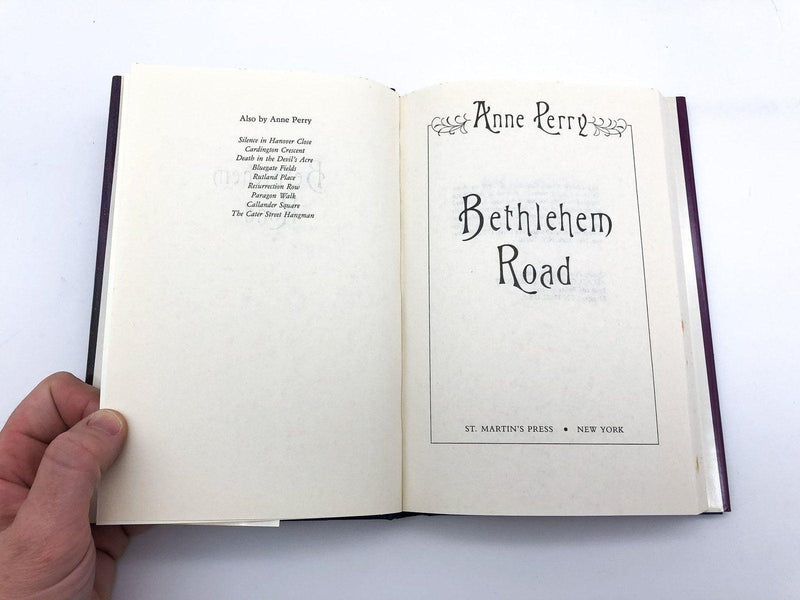 Also by Anne Perry
Silence in Hanover Close
Cardington Crescent
Death in the Devil's Acre
Bluegate Fields
Rutland Place
Resurrection Row
Paragon Walk
Callander Square
The Cater Street Hangman
Anne Perry
Bethlehem
Road
ST. MARTIN'S PRESS • NEW YORK